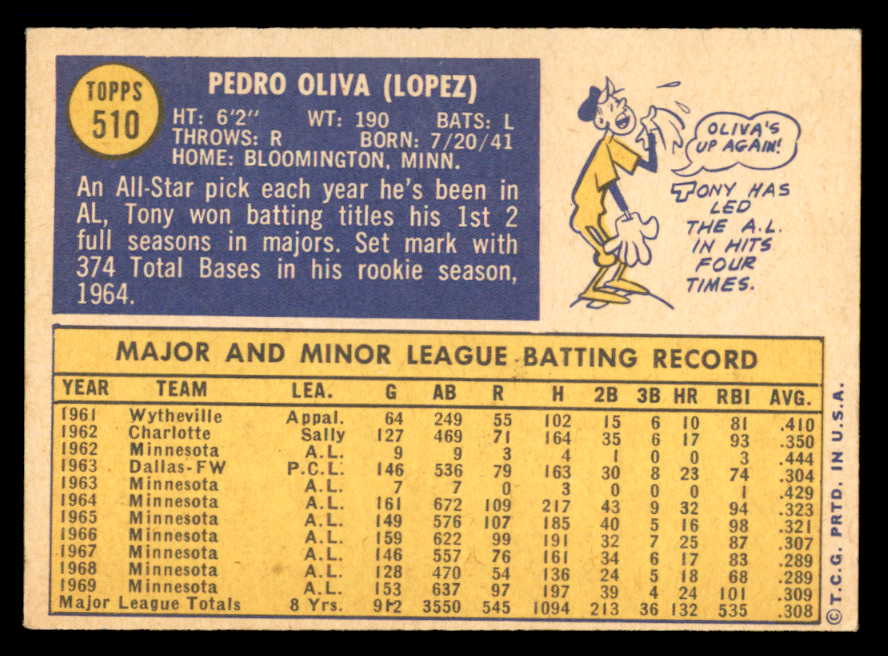 TOPPS
510
PEDRO OLIVA (LOPEZ)
HT: 6'2" WT: 190 BATS: L
THROWS: R BORN: 7/20/41
HOME: BLOOMINGTON, MINN.
An All-Star pick each year he's been in
AL, Tony won batting titles his 1st 2
full seasons in majors. Set mark with
374 Total Bases in his rookie season,
1964.
OLIVA'S
UP AGAIN!
TONY HAS
LED
THE A.L.
IN HITS
FOUR
TIMES.
MAJOR AND MINOR LEAGUE BATTING RECORD
YEAR TEAM LEA. G AB R H 2B 3B HR RBI AVG.
1961 Wytheville Appal. 64 249 55 102 15 6 10 81 .410
1962 Charlotte Sally 127 469 71 164 35 6 17 93 .350
1962 Minnesota A.L. 9 9 3 4 1 0 0 3 .444
1963 Dallas-FW P.C.L. 146 536 79 163 30 8 23 74 .304
1963 Minnesota A.L. 7 7 0 3 0 0 0 1 .429
1964 Minnesota A.L. 161 672 109 217 43 9 32 94 .323
1965 Minnesota A.L. 149 576 107 185 40 5 16 98 .321
1966 Minnesota A.L. 159 622 99 191 32 7 25 87 .307
1967 Minnesota A.L. 146 557 76 161 34 6 17 83 .289
1968 Minnesota A.L. 128 470 54 136 24 5 18 68 .289
1969 Minnesota A.L. 153 637 97 197 39 4 24 101 .309
Major League Totals 8 Yrs. 912 3550 545 1094 213 36 132 535 .308
© T.C.G. PRTD. IN U.S.A.